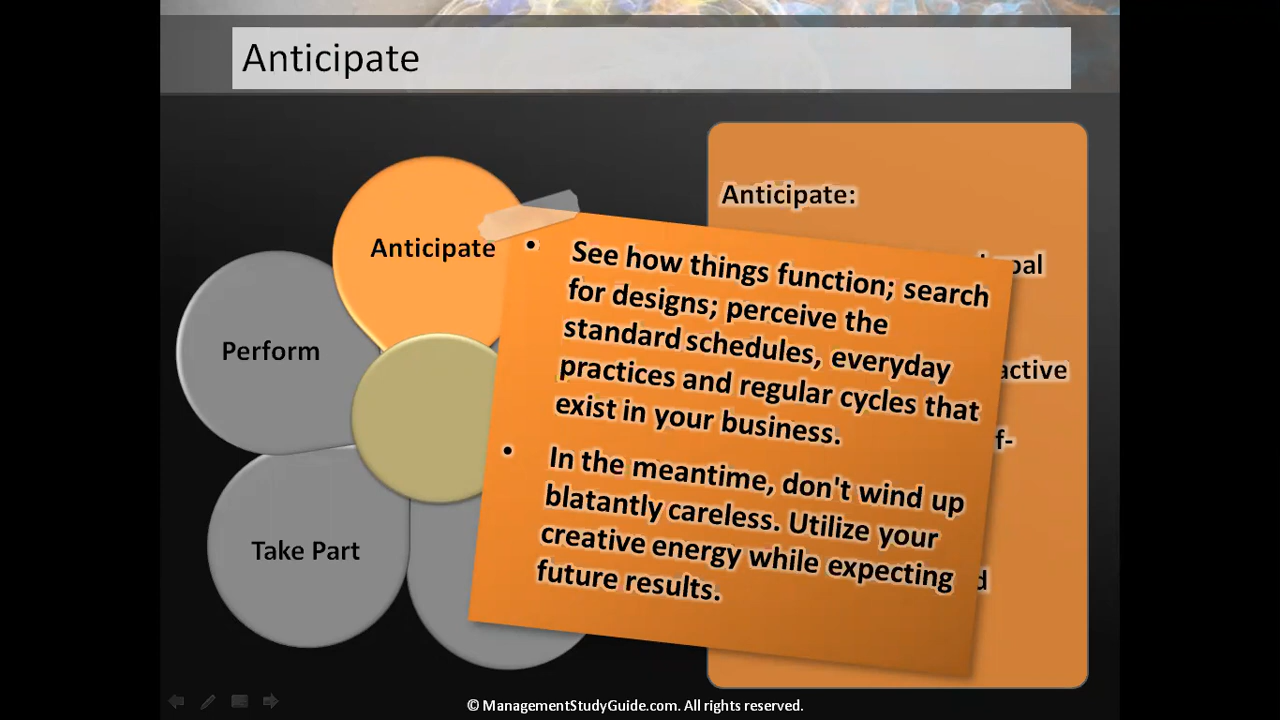 Anticipate
Anticipate
Perform
Take Part
Anticipate:
active
• See how things function; search
for designs; perceive the
standard schedules, everyday
practices and regular cycles that
exist in your business.
• In the meantime, don't wind up
blatantly careless. Utilize your
creative energy while expecting
future results.
© ManagementStudyGuide.com. All rights reserved.